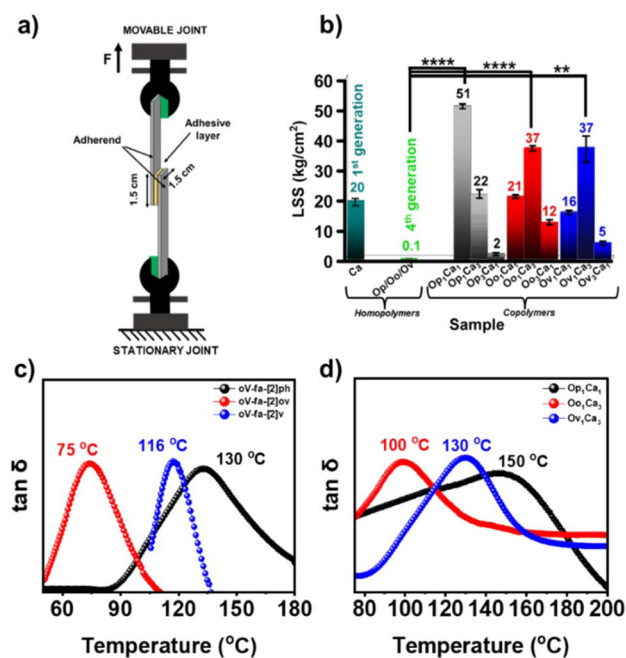 a)
MOVABLE JOINT
F
Adherend
Adhesive
layer
1.5 cm
1.5 cm
STATIONARY JOINT
b)
****
****
**
LSS (kg/cm²)
60
50
40
30
20
10
0
1st generation
20
4th generation
0.1
51
22
2
21
37
12
16
37
5
Ca
Op/Oo/Ov
Op₁Ca₁
Op₁Ca₃
Op₃Ca₁
Oo₁Ca₁
Oo₁Ca₃
Oo₃Ca₁
Ov₁Ca₁
Ov₁Ca₃
Ov₃Ca₁
Homopolymers
Copolymers
Sample
c)
oV-fa-[2]ph
oV-fa-[2]ov
oV-fa-[2]v
75 °C
116 °C
130 °C
tan δ
60 90 120 150 180
Temperature (°C)
d)
Op₁Ca₁
Oo₁Ca₃
Ov₁Ca₃
100 °C
130 °C
150 °C
tan δ
80 100 120 140 160 180 200
Temperature (°C)